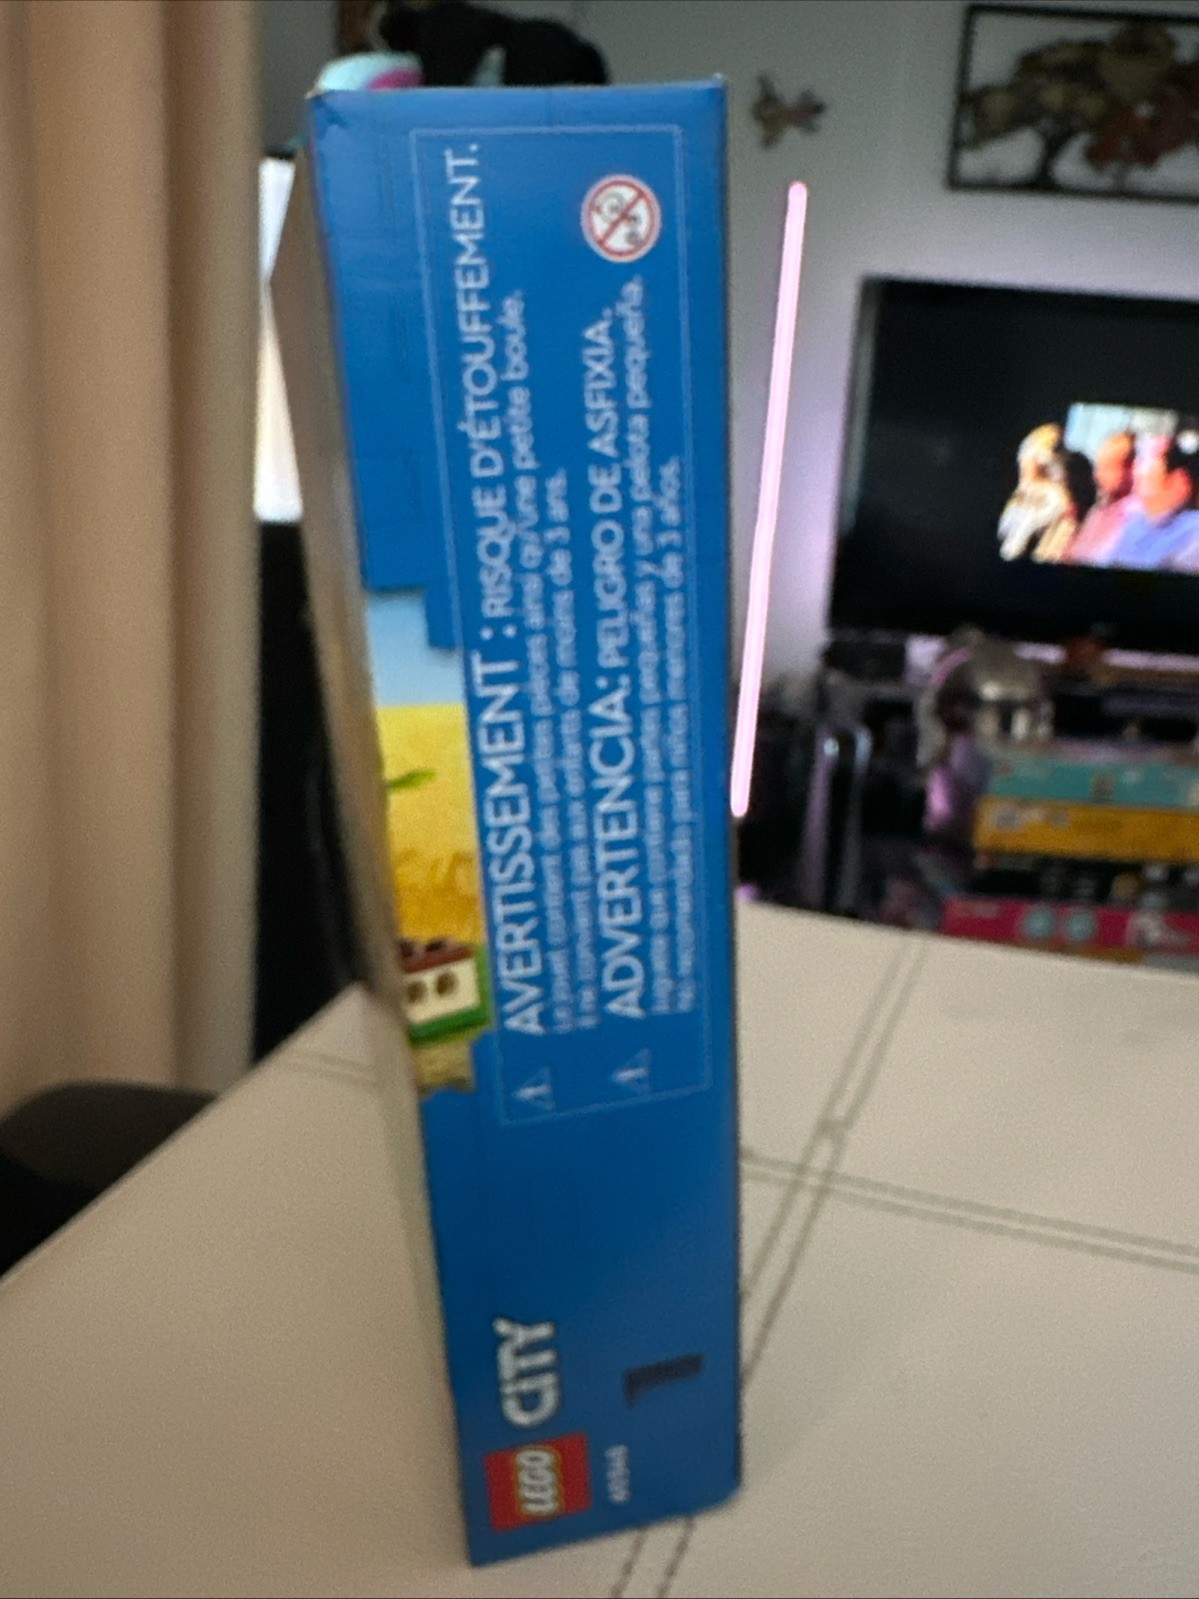 AVERTISSEMENT : RISQUE D'ÉTOUFFEMENT.
Le jouet contient des petites pièces ainsi qu'une petite boule.
Il ne convient pas aux enfants de moins de 3 ans.
ADVERTENCIA: PELIGRO DE ASFIXIA.
Juguete que contiene partes pequeñas y una pelota pequeña.
No recomendado para niños menores de 3 años.
LEGO CITY